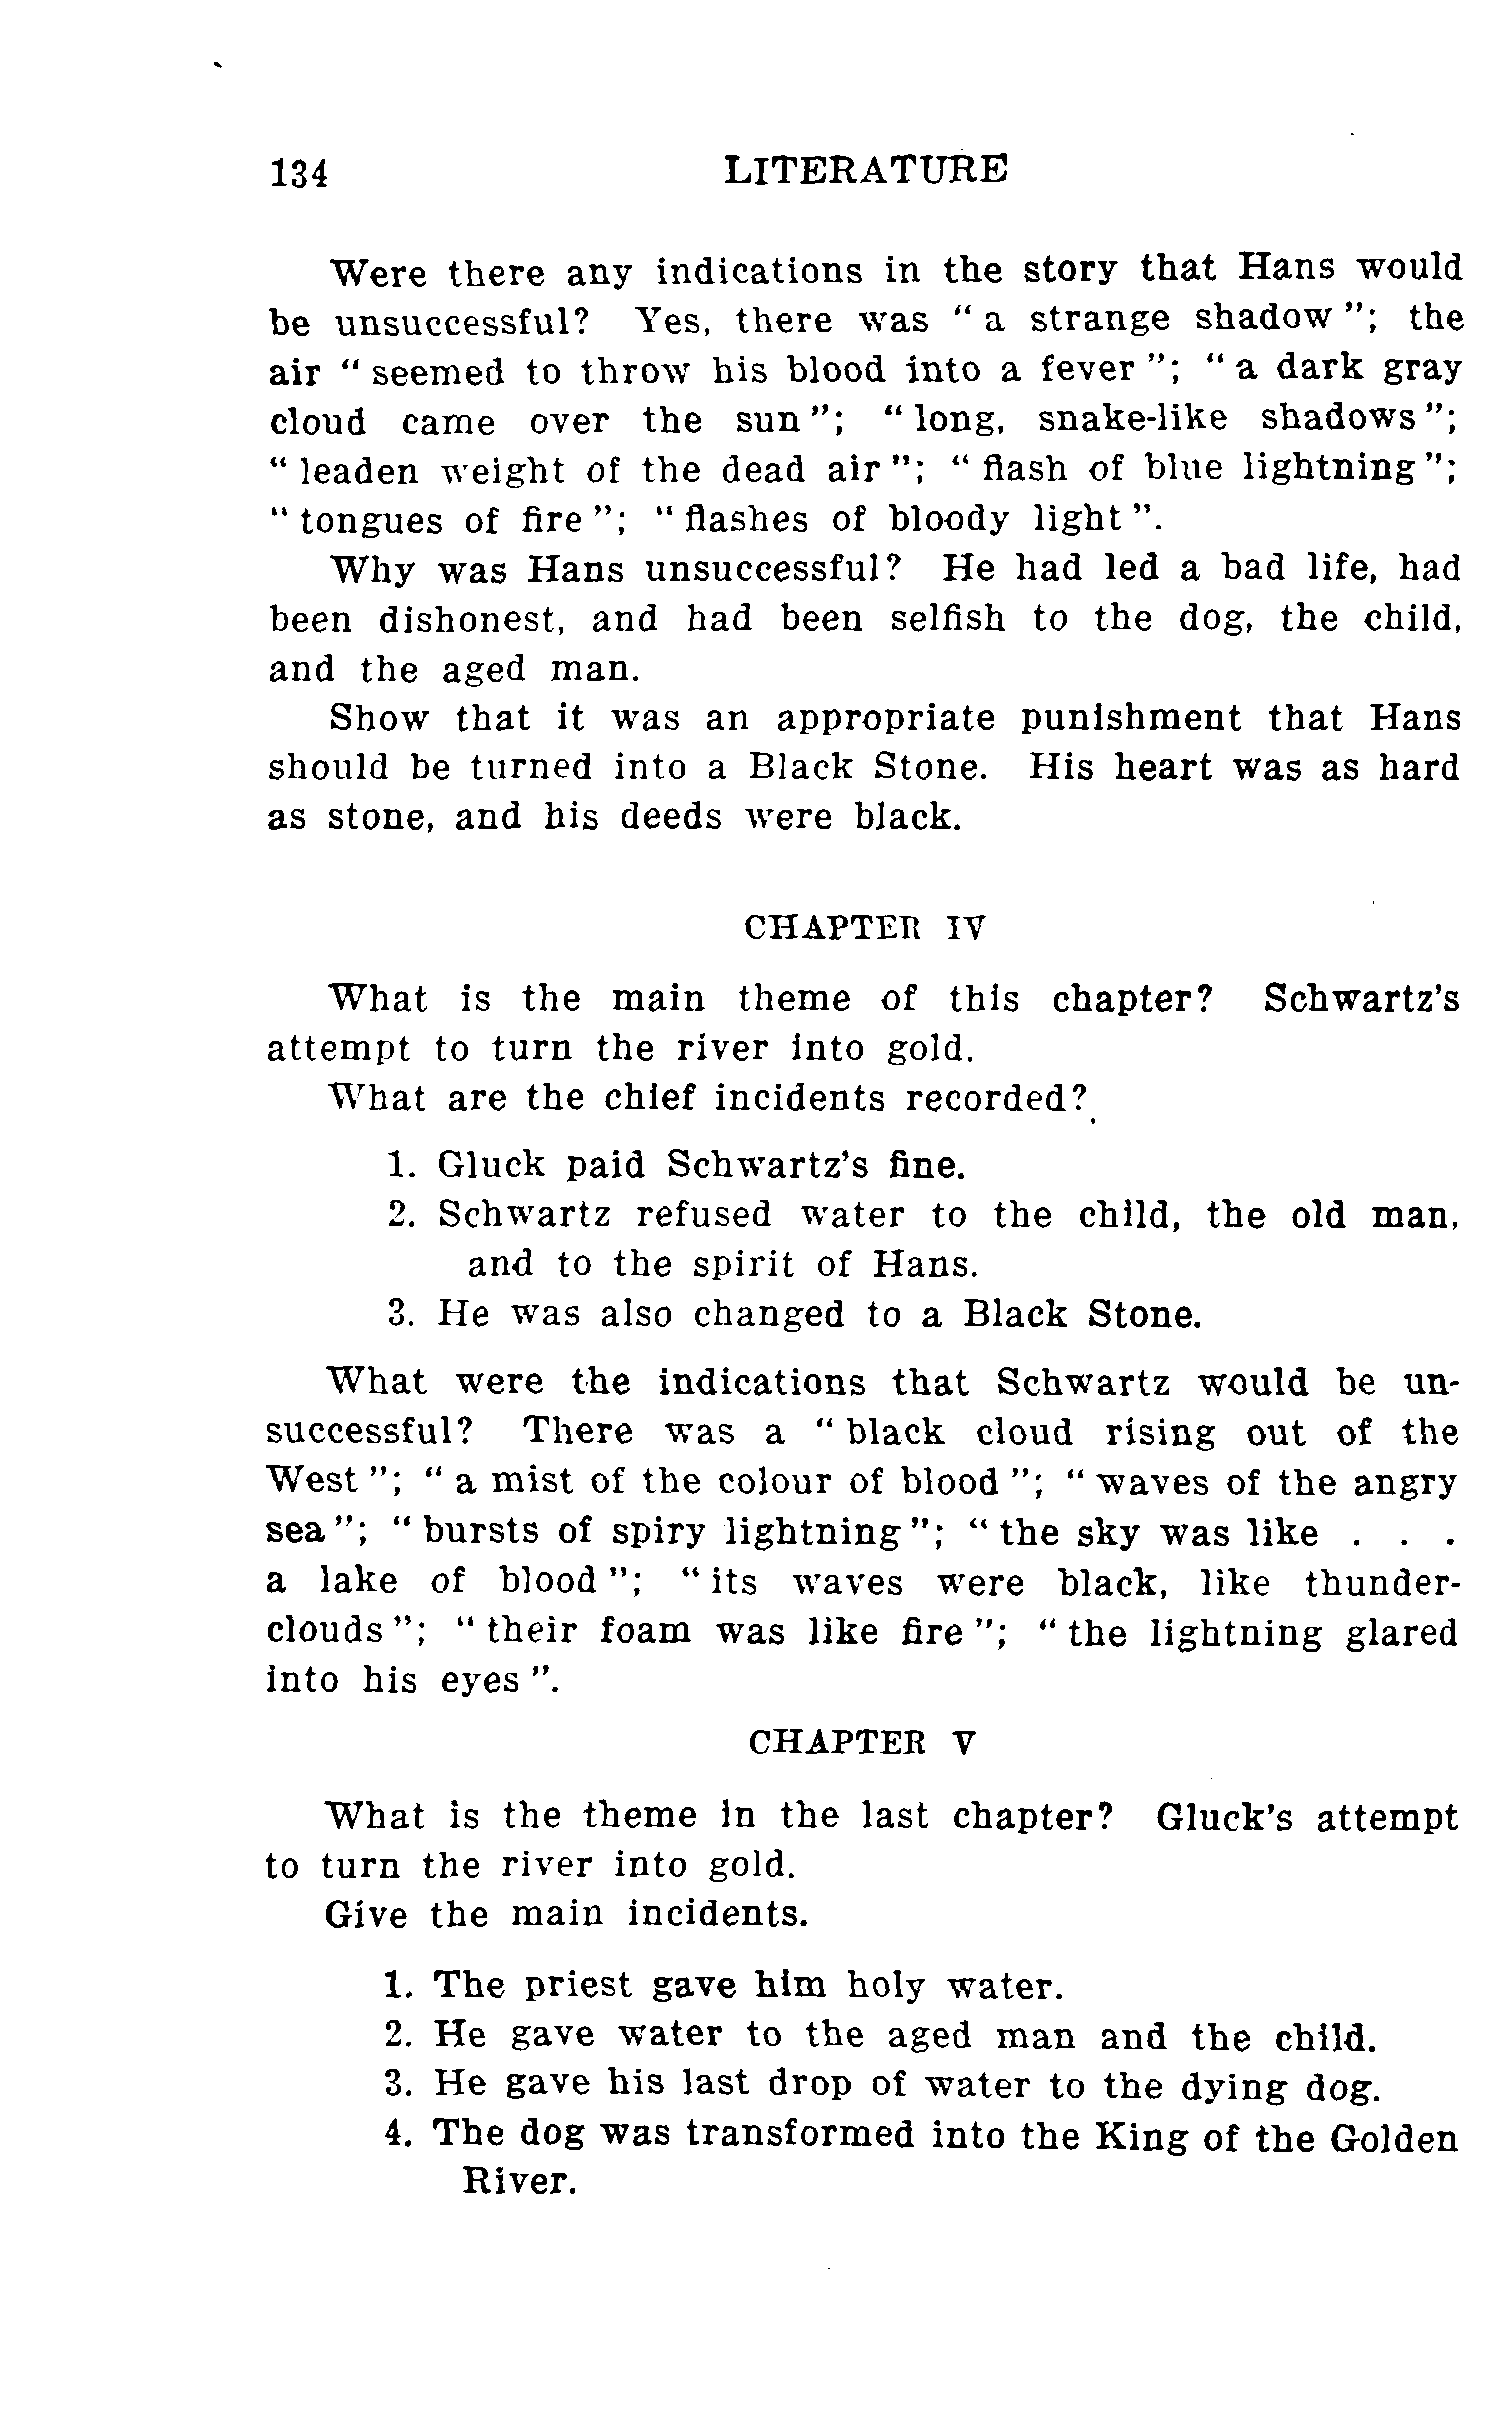 134 LITERATURE
Were there any indications in the story that Hans would
be unsuccessful? Yes, there was " a strange shadow "; the
air " seemed to throw his blood into a fever "; " a dark gray
cloud came over the sun "; " long, snake-like shadows ";
" leaden weight of the dead air "; " flash of blue lightning ";
" tongues of fire "; " flashes of bloody light ".
Why was Hans unsuccessful? He had led a bad life, had
been dishonest, and had been selfish to the dog, the child,
and the aged man.
Show that it was an appropriate punishment that Hans
should be turned into a Black Stone. His heart was as hard
as stone, and his deeds were black.
CHAPTER IV
What is the main theme of this chapter? Schwartz's
attempt to turn the river into gold.
What are the chief incidents recorded?
1. Gluck paid Schwartz's fine.
2. Schwartz refused water to the child, the old man,
and to the spirit of Hans.
3. He was also changed to a Black Stone.
What were the indications that Schwartz would be un-
successful? There was a " black cloud rising out of the
West "; " a mist of the colour of blood "; " waves of the angry
sea "; " bursts of spiry lightning "; " the sky was like . . .
a lake of blood "; " its waves were black, like thunder-
clouds "; " their foam was like fire "; " the lightning glared
into his eyes ".
CHAPTER V
What is the theme in the last chapter? Gluck's attempt
to turn the river into gold.
Give the main incidents.
1. The priest gave him holy water.
2. He gave water to the aged man and the child.
3. He gave his last drop of water to the dying dog.
4. The dog was transformed into the King of the Golden
River.